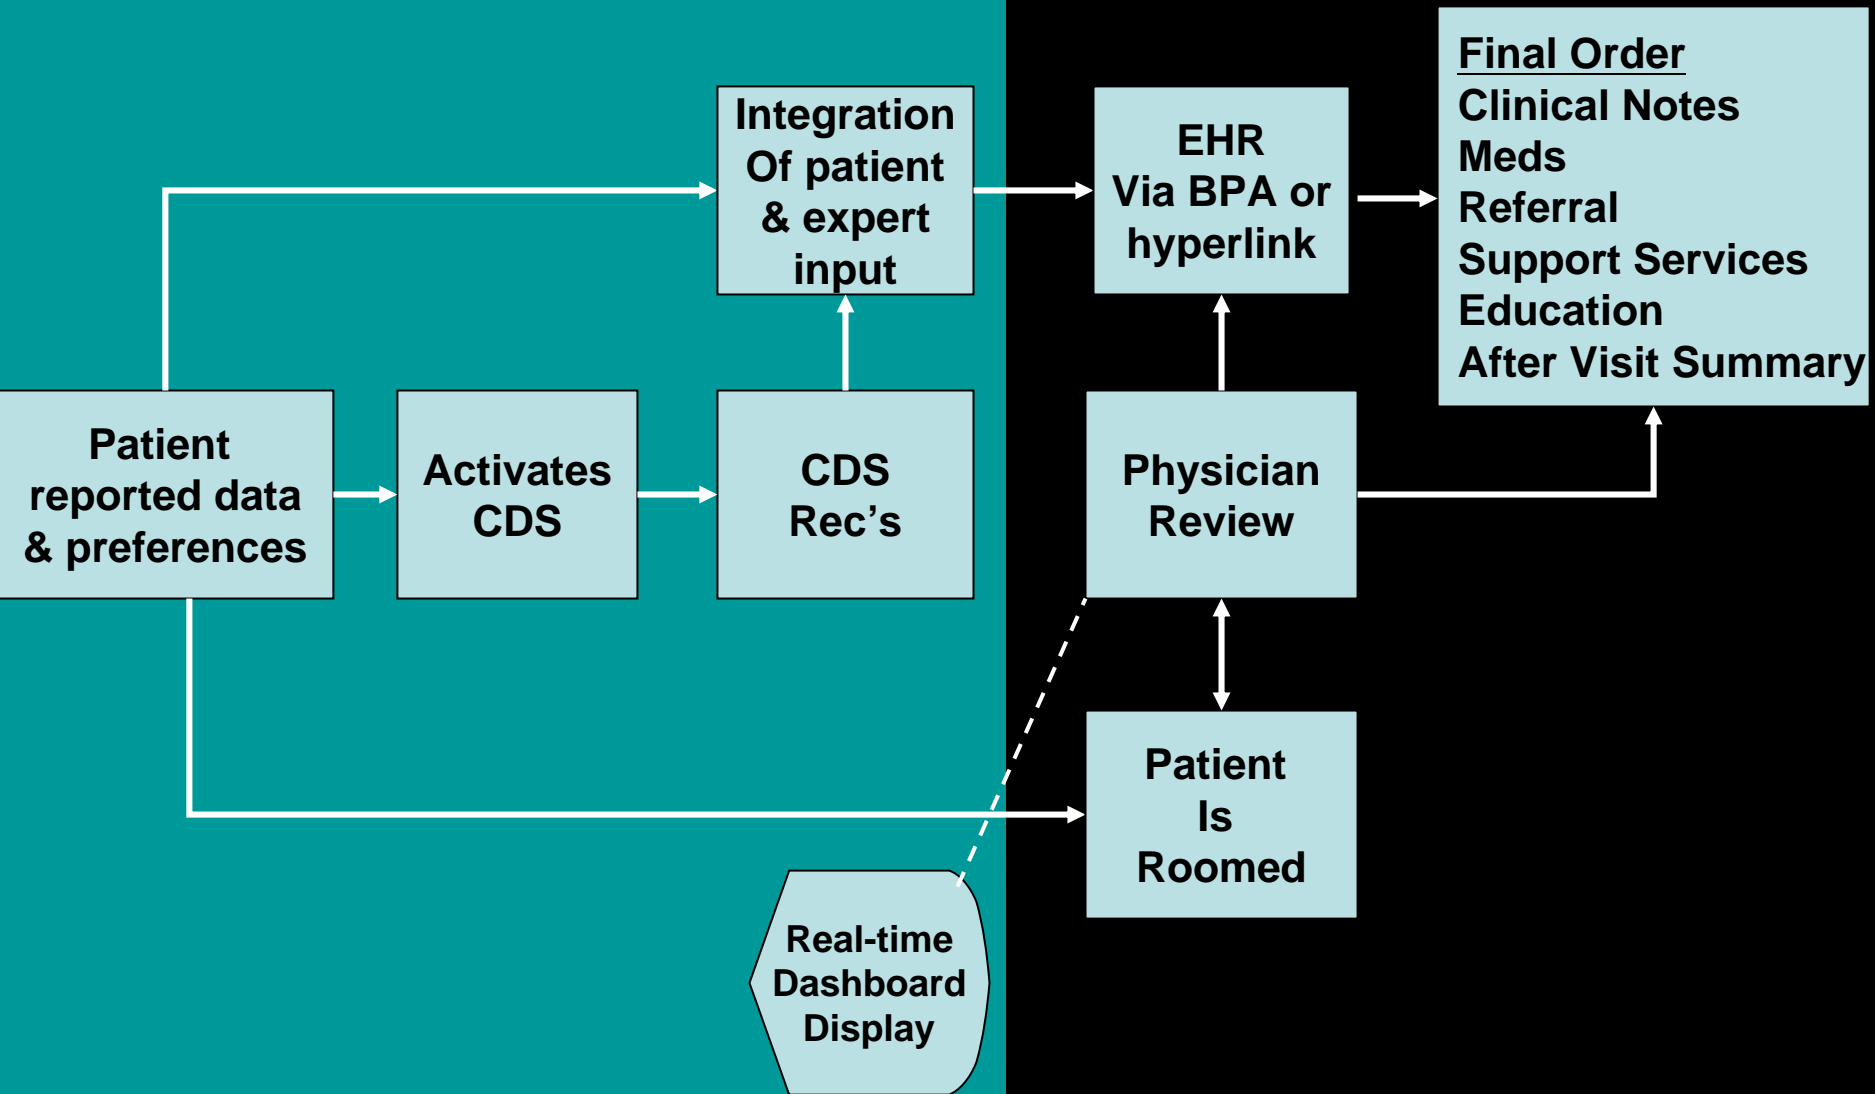 Integration
Of patient
& expert
input
EHR
Via BPA or
hyperlink
Final Order
Clinical Notes
Meds
Referral
Support Services
Education
After Visit Summary
Patient
reported data
& preferences
Activates
CDS
CDS
Rec’s
Physician
Review
Patient
Is
Roomed
Real-time
Dashboard
Display